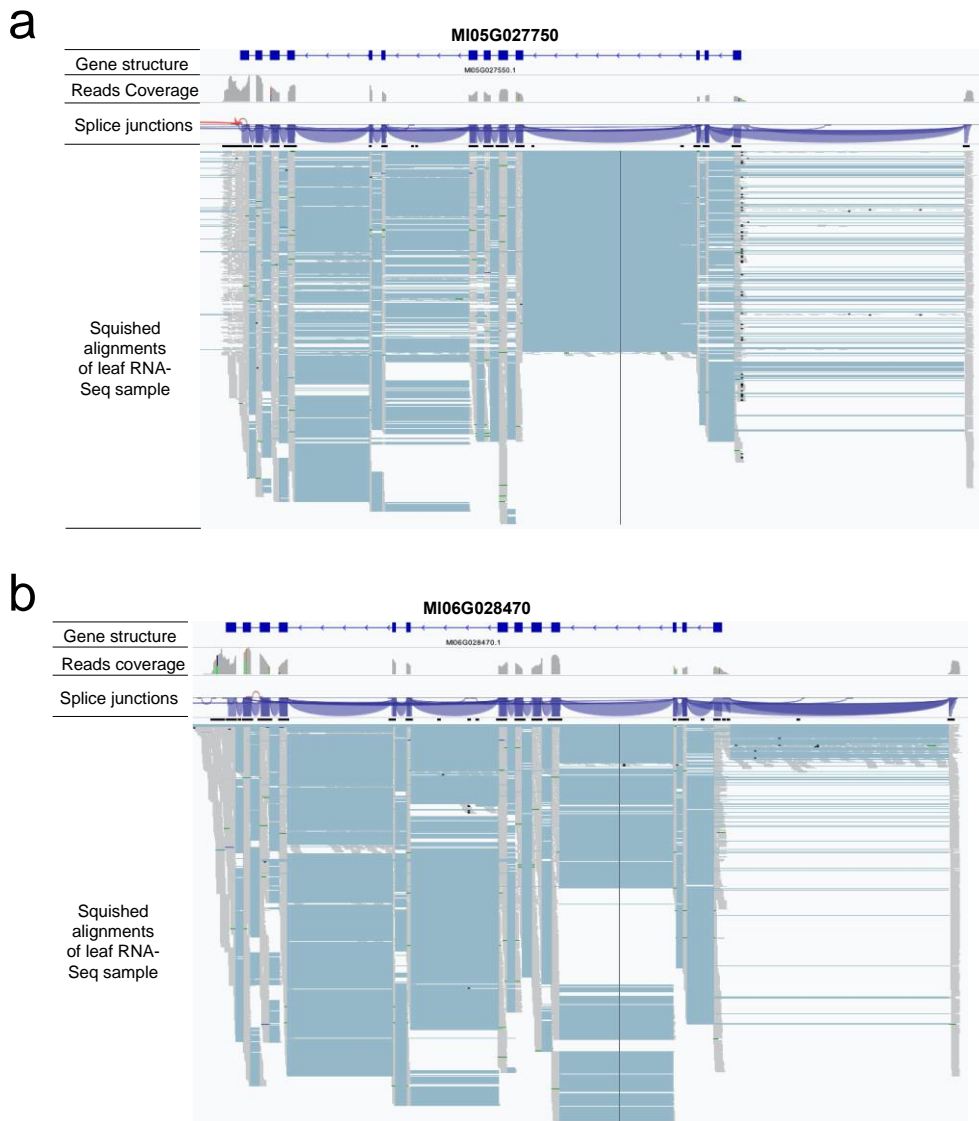 a
MI05G027750
Gene structure
MI05G027550.1
Reads Coverage
Splice junctions
Squished
alignments
of leaf RNA-
Seq sample
b
MI06G028470
Gene structure
MI06G028470.1
Reads coverage
Splice junctions
Squished
alignments
of leaf RNA-
Seq sample